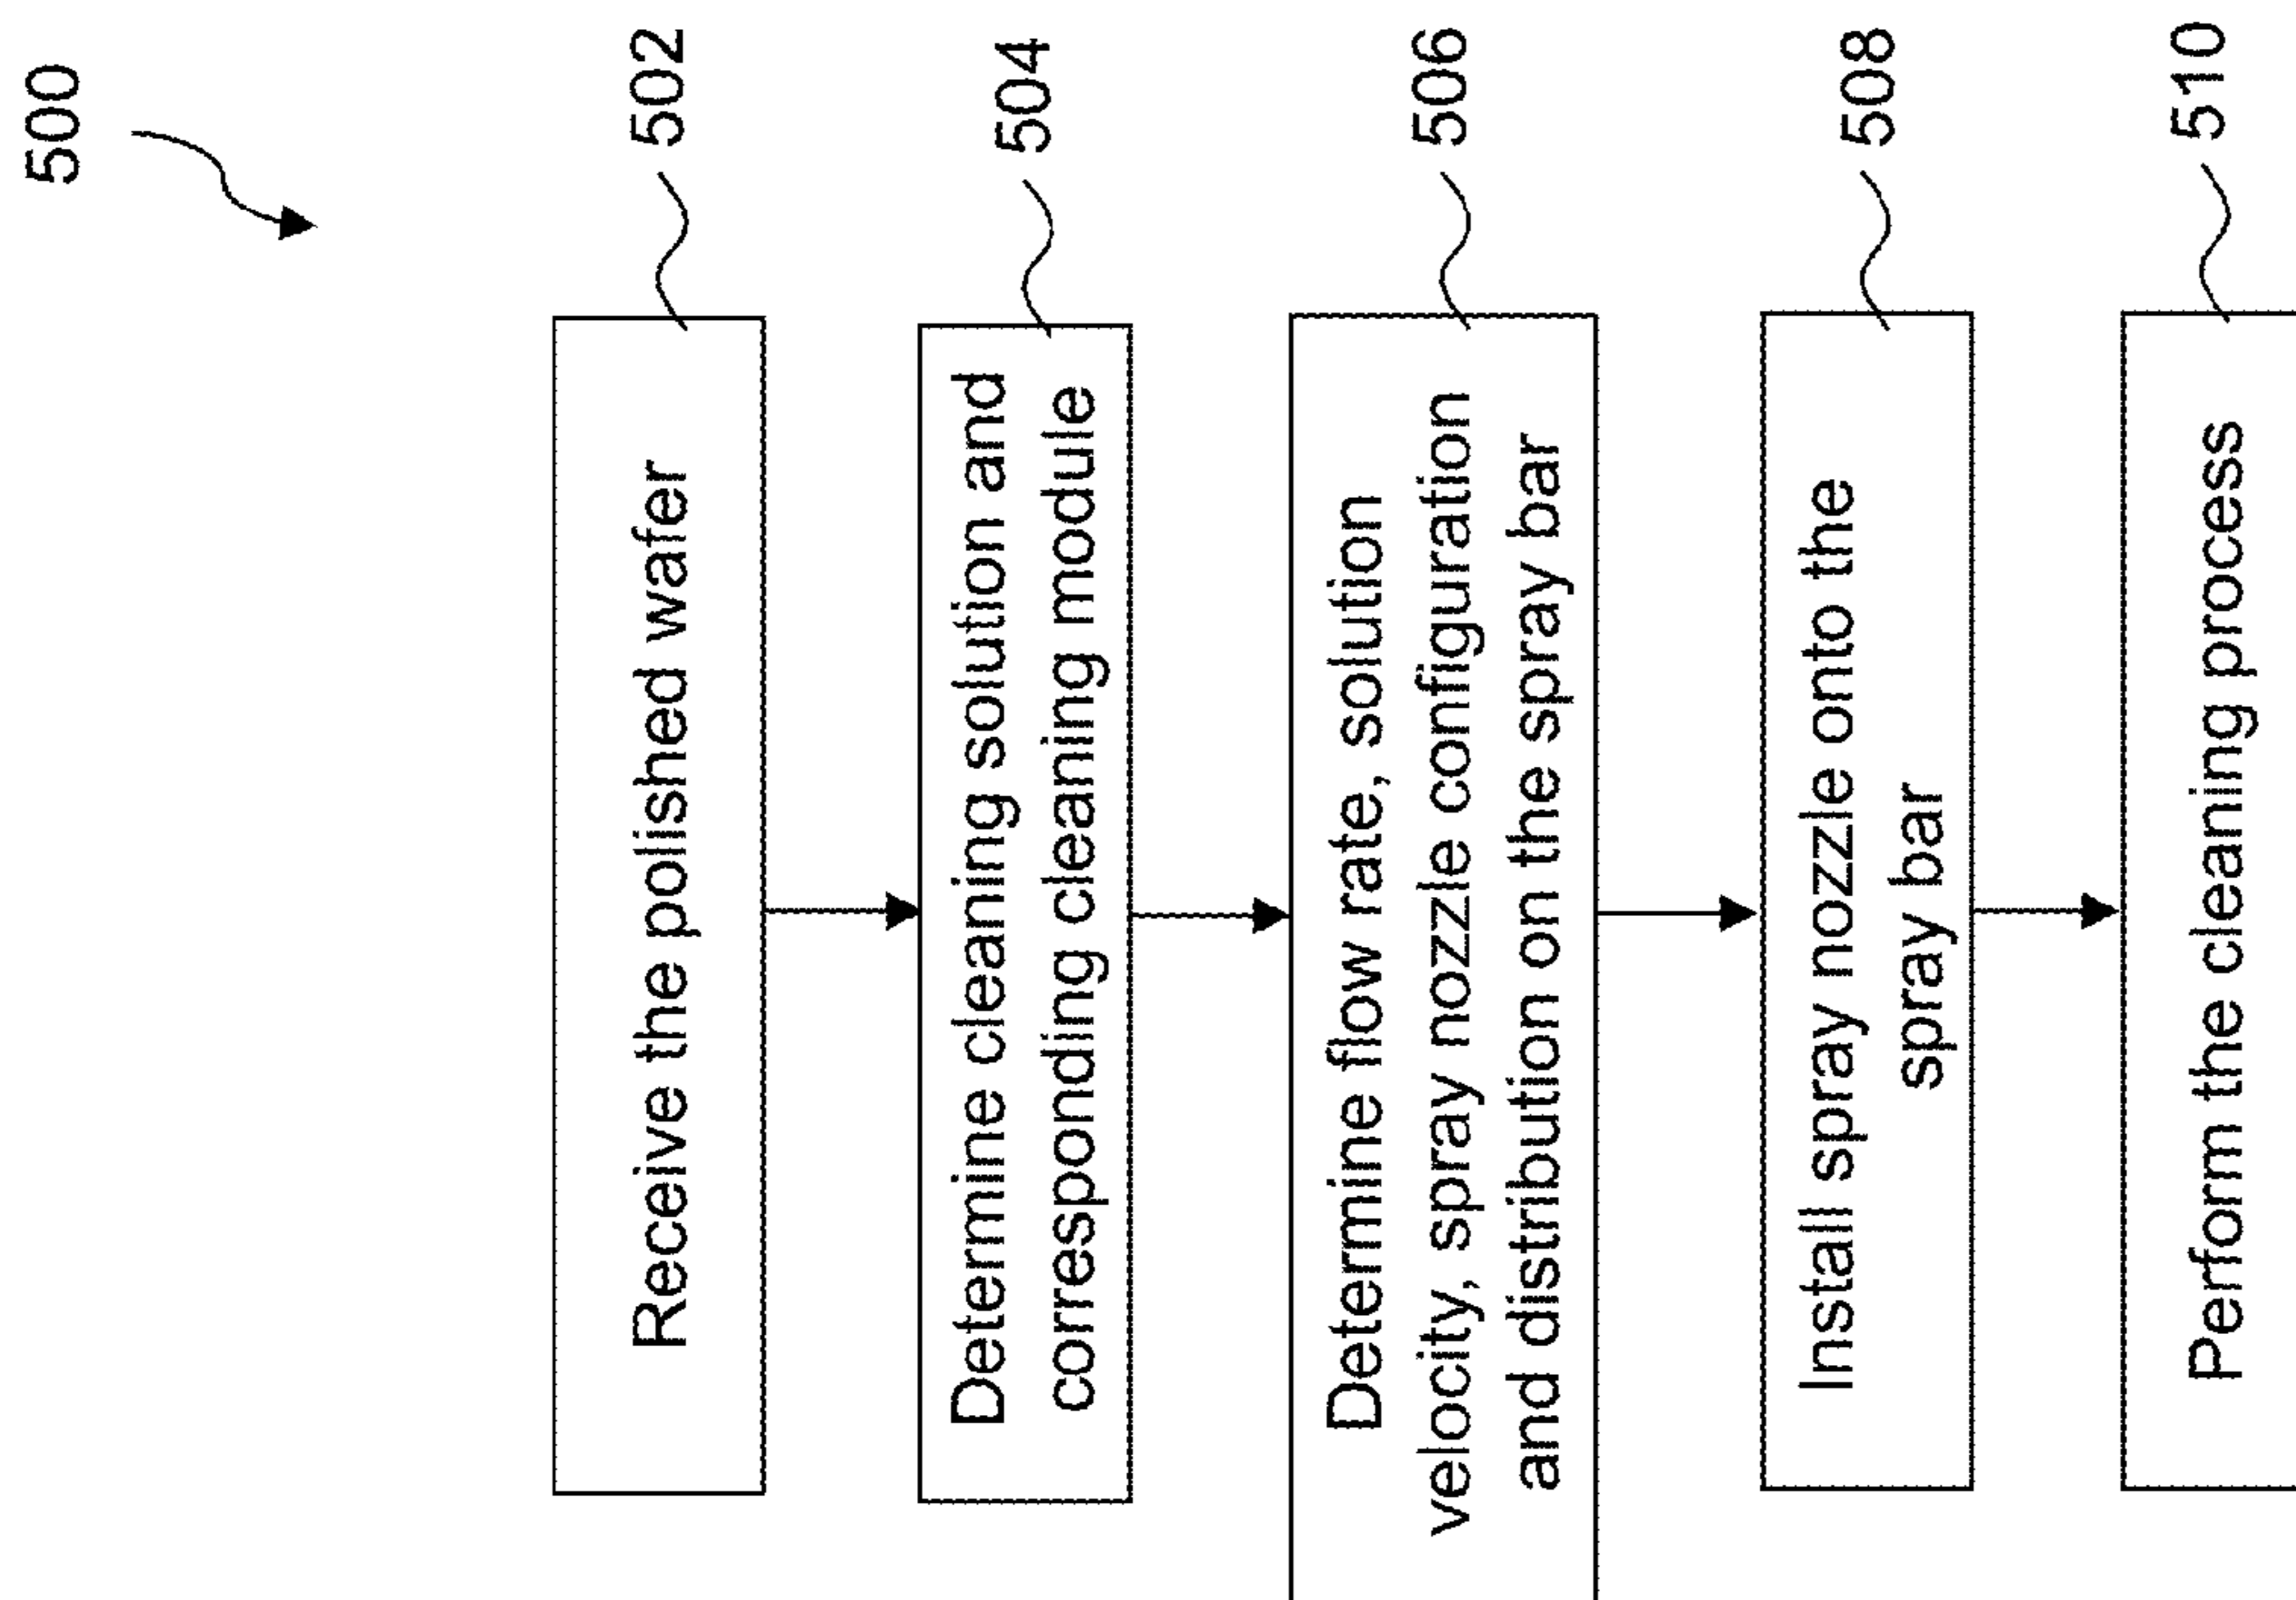 500
Receive the polished wafer
502
Determine cleaning solution and
corresponding cleaning module
504
Determine flow rate, solution
velocity, spray nozzle configuration
and distribution on the spray bar
506
Install spray nozzle onto the
spray bar
508
Perform the cleaning process
510